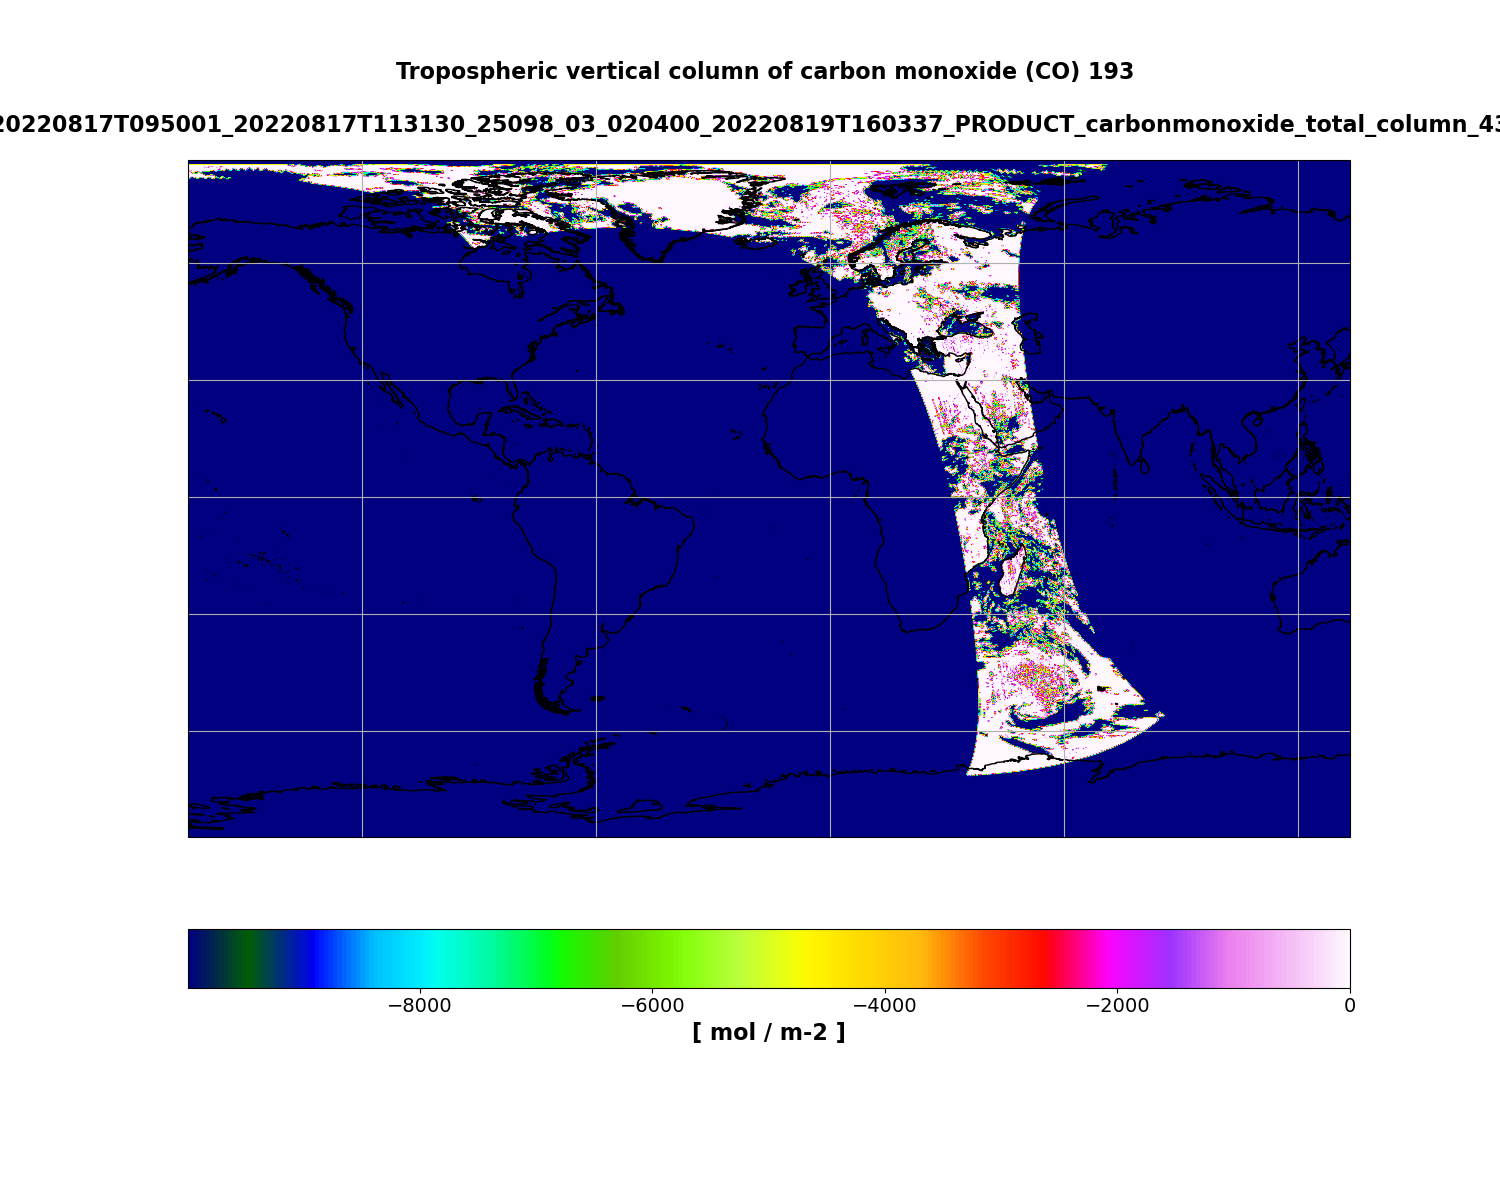 Tropospheric vertical column of carbon monoxide (CO) 193
20220817T095001_20220817T113130_25098_03_020400_20220819T160337_PRODUCT_carbonmonoxide_total_column_43
−8000 −6000 −4000 −2000 0
[ mol / m-2 ]